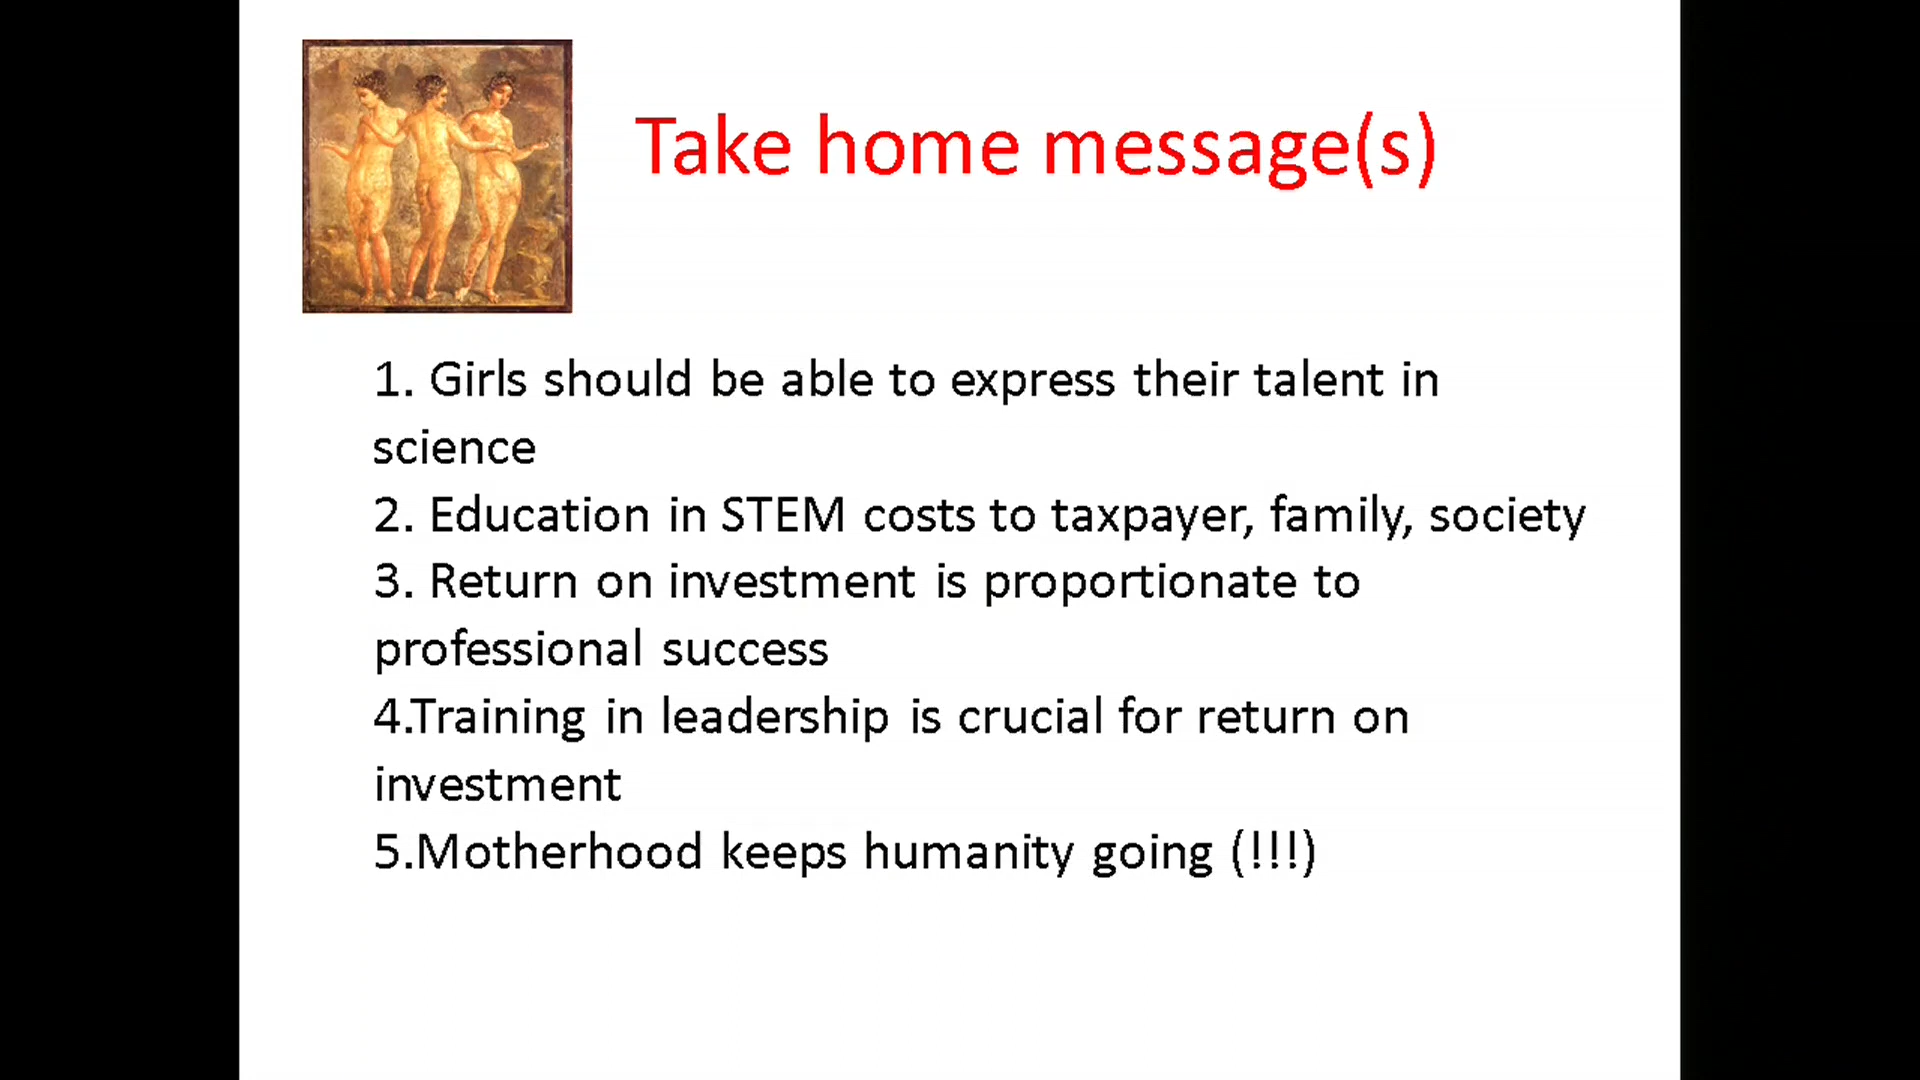 Take home message(s)
1. Girls should be able to express their talent in
science
2. Education in STEM costs to taxpayer, family, society
3. Return on investment is proportionate to
professional success
4.Training in leadership is crucial for return on
investment
5.Motherhood keeps humanity going (!!!)